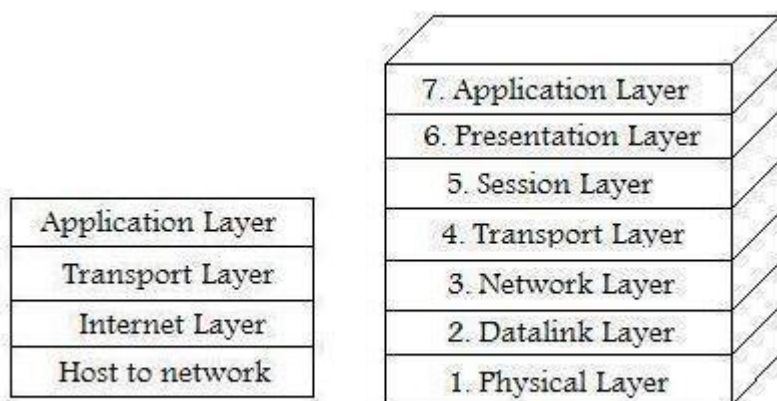 Application Layer
Transport Layer
Internet Layer
Host to network
7. Application Layer
6. Presentation Layer
5. Session Layer
4. Transport Layer
3. Network Layer
2. Datalink Layer
1. Physical Layer